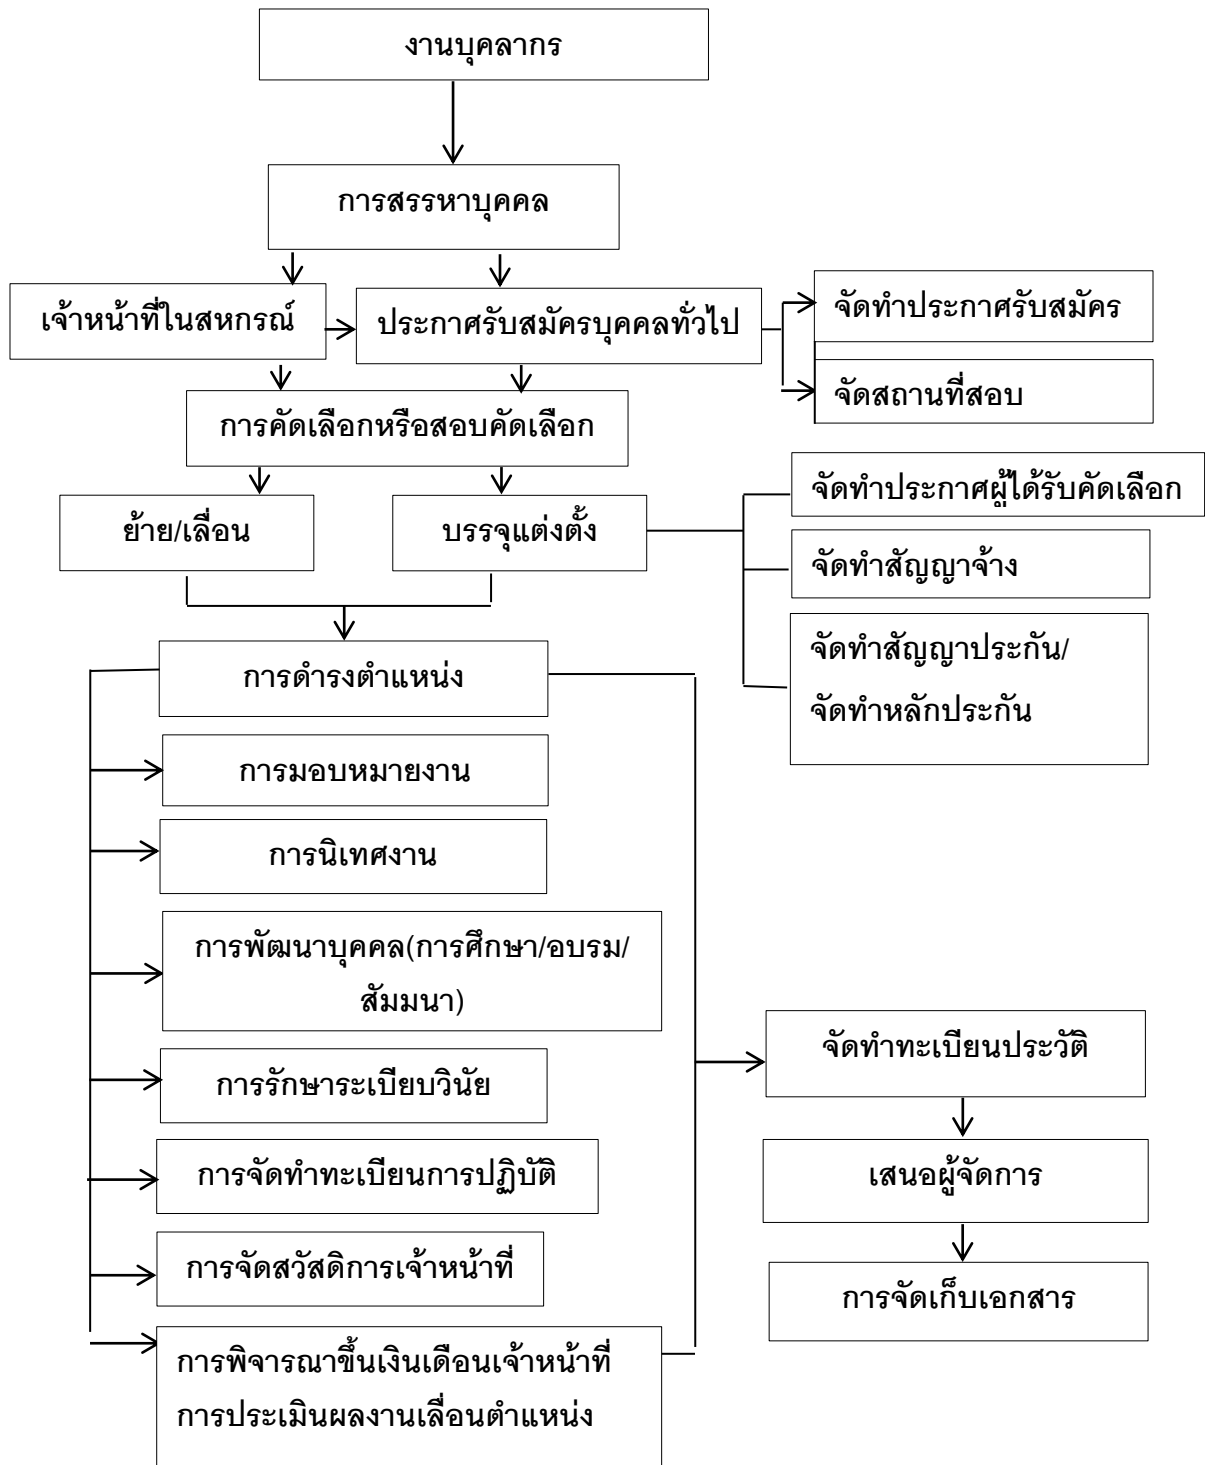 งานบุคลากร
การสรรหาบุคคล
เจ้าหน้าที่ในสหกรณ์
ประกาศรับสมัครบุคคลทั่วไป
จัดทำประกาศรับสมัคร
จัดสถานที่สอบ
การคัดเลือกหรือสอบคัดเลือก
ย้าย/เลื่อน
บรรจุแต่งตั้ง
จัดทำประกาศผู้ได้รับคัดเลือก
จัดทำสัญญาจ้าง
จัดทำสัญญาประกัน/
จัดทำหลักประกัน
การดำรงตำแหน่ง
การมอบหมายงาน
การนิเทศงาน
การพัฒนาบุคคล(การศึกษา/อบรม/
สัมมนา)
การรักษาระเบียบวินัย
การจัดทำทะเบียนการปฏิบัติ
การจัดสวัสดิการเจ้าหน้าที่
การพิจารณาขึ้นเงินเดือนเจ้าหน้าที่
การประเมินผลงานเลื่อนตำแหน่ง
จัดทำทะเบียนประวัติ
เสนอผู้จัดการ
การจัดเก็บเอกสาร